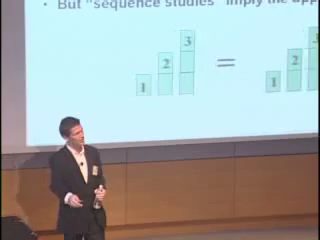 • But "sequence studies" imply the app
1 2 3 = 1 2 3